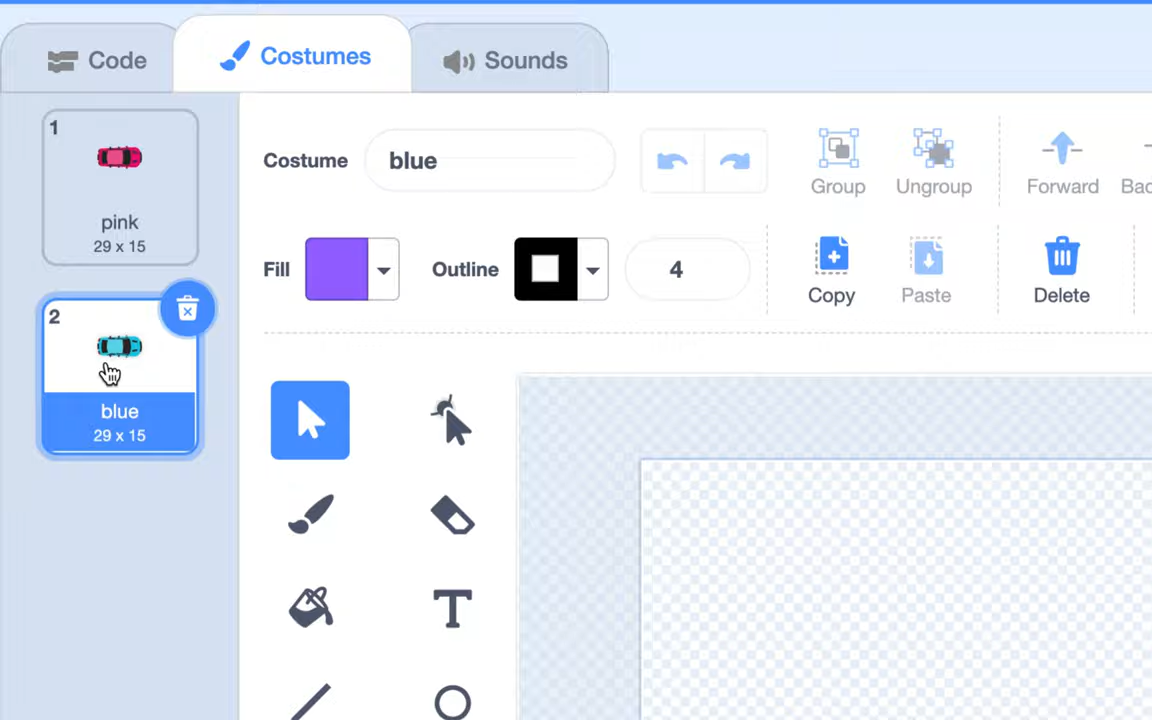 Code
Costumes
Sounds
1
pink
29 x 15
2
blue
29 x 15
Costume
blue
Group
Ungroup
Forward
Bac
Fill
Outline
4
Copy
Paste
Delete
T